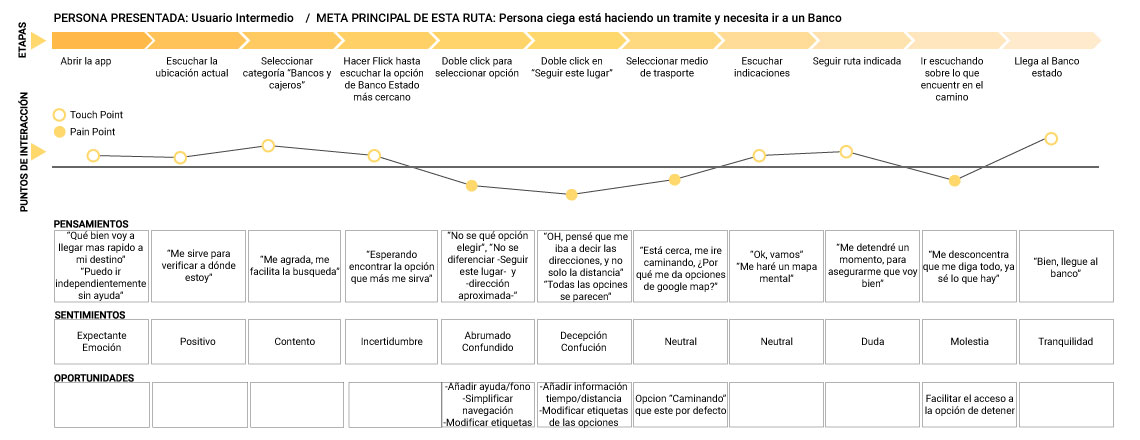 PERSONA PRESENTADA: Usuario Intermedio / META PRINCIPAL DE ESTA RUTA: Persona ciega está haciendo un tramite y necesita ir a un Banco
ETAPAS
Abrir la app
Escuchar la
ubicación actual
Seleccionar
categoría "Bancos y
cajeros"
Hacer Flick hasta
escuchar la opción
de Banco Estado
más cercano
Doble click para
seleccionar opción
Doble click en
"Seguir este lugar"
Seleccionar medio
de trasporte
Escuchar
indicaciones
Seguir ruta indicada
Ir escuchando
sobre lo que
encuentr en el
camino
Llega al Banco
estado
PUNTOS DE INTERACCIÓN
Touch Point
Pain Point
PENSAMIENTOS
"Qué bien voy a
llegar mas rapido a
mi destino"
"Puedo ir
independientemente
sin ayuda"
"Me sirve para
verificar a dónde
estoy"
"Me agrada, me
facilita la busqueda"
"Esperando
encontrar la opción
que más me sirva"
"No se qué opción
elegir", "No se
diferenciar -Seguir
este lugar- y
-dirección
aproximada-"
"OH, pensé que me
iba a decir las
direcciones, y no
solo la distancia"
"Todas las opcines
se parecen"
"Está cerca, me ire
caminando, ¿Por
qué me da opciones
de google map?"
"Ok, vamos"
"Me haré un mapa
mental"
"Me detendré un
momento, para
asegurarme que voy
bien"
"Me desconcentra
que me diga todo, ya
sé lo que hay"
"Bien, llegue al
banco"
SENTIMIENTOS
Expectante
Emoción
Positivo
Contento
Incertidumbre
Abrumado
Confundido
Decepción
Confución
Neutral
Neutral
Duda
Molestia
Tranquilidad
OPORTUNIDADES
-Añadir ayuda/fono
-Simplificar
navegación
-Modificar etiquetas
-Añadir información
tiempo/distancia
-Modificar etiquetas
de las opciones
Opcion "Caminando"
que este por defecto
Facilitar el acceso a
la opción de detener